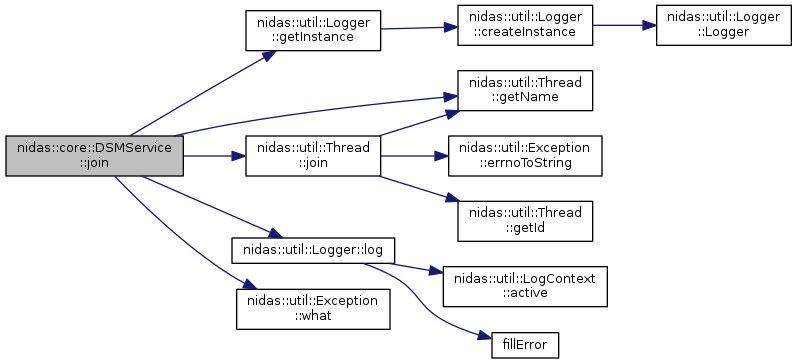 nidas::core::DSMService
::join
nidas::util::Logger
::getInstance
nidas::util::Logger
::createInstance
nidas::util::Logger
::Logger
nidas::util::Thread
::getName
nidas::util::Thread
::join
nidas::util::Exception
::errnoToString
nidas::util::Thread
::getId
nidas::util::Logger::log
nidas::util::LogContext
::active
nidas::util::Exception
::what
fillError